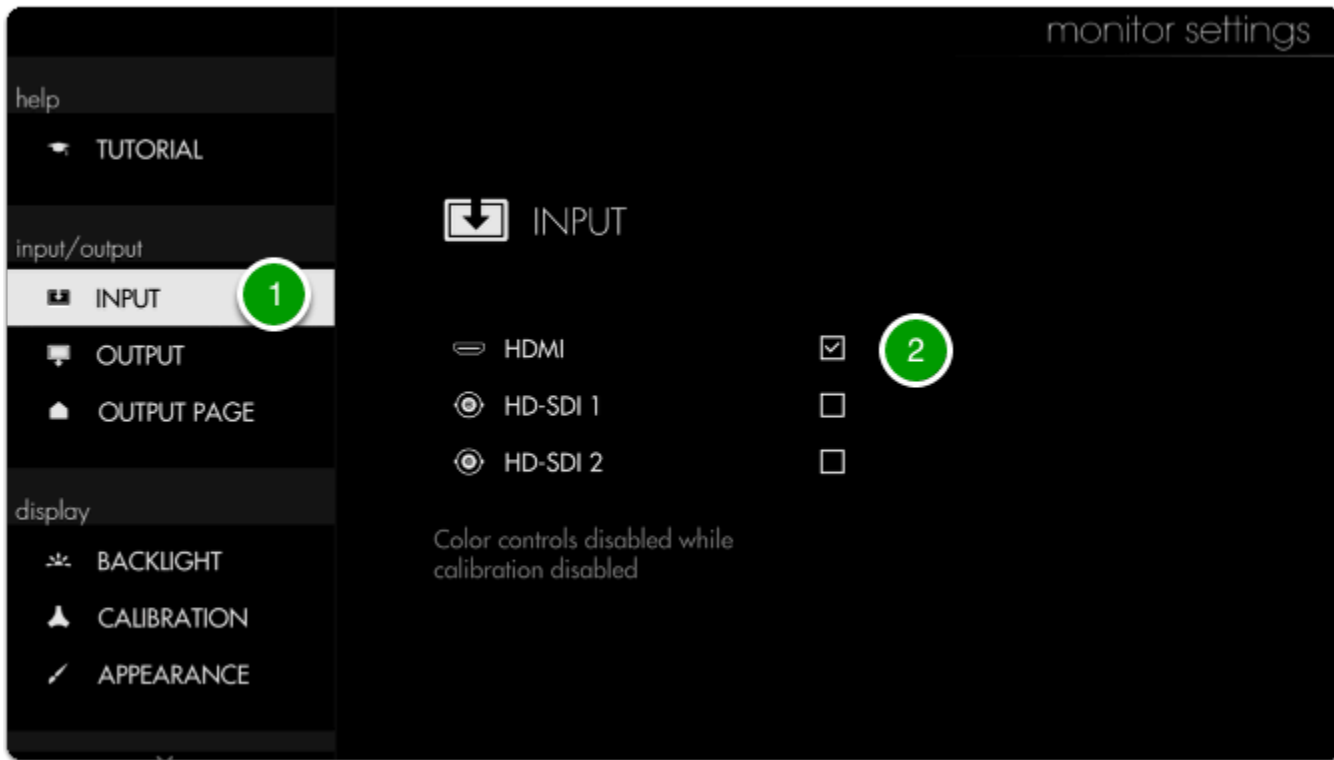 monitor settings
help
TUTORIAL
input/output
INPUT 1
OUTPUT
OUTPUT PAGE
display
BACKLIGHT
CALIBRATION
APPEARANCE
INPUT
HDMI 2
HD-SDI 1
HD-SDI 2
Color controls disabled while
calibration disabled